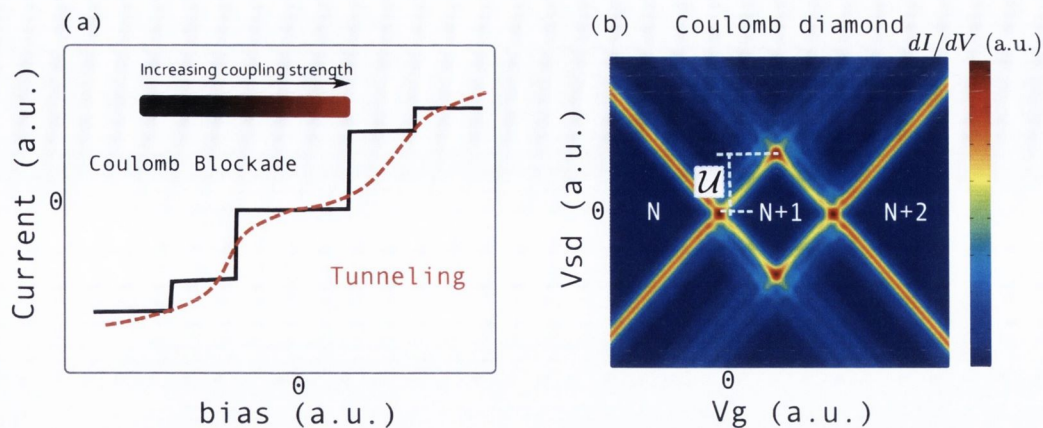 (a)
Increasing coupling strength
Coulomb Blockade
Tunneling
Current (a.u.)
0
0
bias (a.u.)
(b) Coulomb diamond
dI/dV (a.u.)
U
N
N+1
N+2
Vsd (a.u.)
0
0
Vg (a.u.)